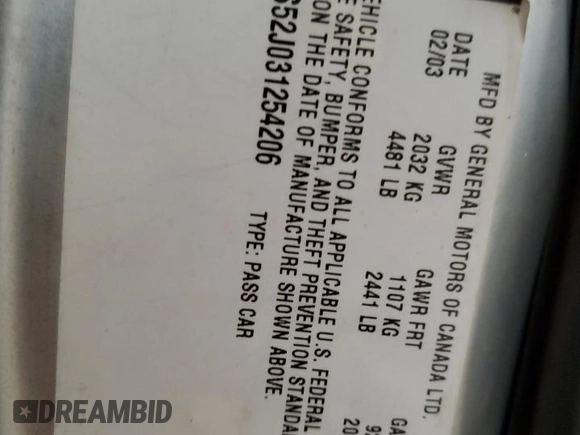 MFD BY GENERAL MOTORS OF CANADA LTD.
DATE GVWR GAWR FRT
02/03 2032 KG 1107 KG
4481 LB 2441 LB
VEHICLE CONFORMS TO ALL APPLICABLE U.S. FEDERAL
SAFETY, BUMPER, AND THEFT PREVENTION
ON THE DATE OF MANUFACTURE SHOWN ABOVE.
S52J031254206 TYPE: PASS CAR
DREAMBID